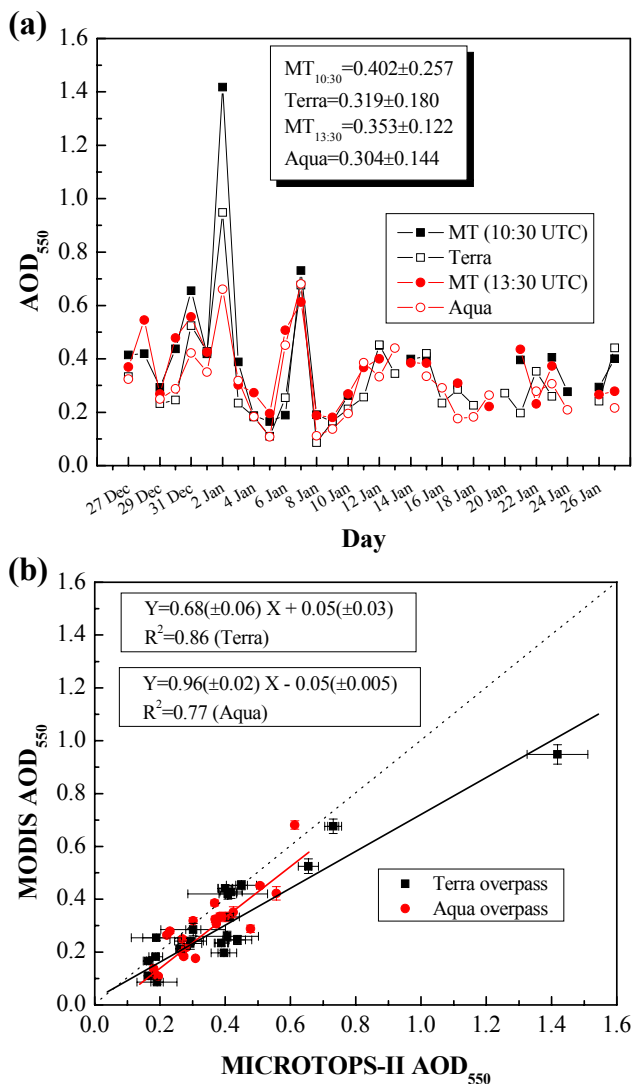 (a)
1.6
1.4
1.2
1.0
0.8
0.6
0.4
0.2
0.0
AOD550
MT10:30=0.402±0.257
Terra=0.319±0.180
MT13:30=0.353±0.122
Aqua=0.304±0.144
MT (10:30 UTC)
Terra
MT (13:30 UTC)
Aqua
27 Dec
29 Dec
31 Dec
2 Jan
4 Jan
6 Jan
8 Jan
10 Jan
12 Jan
14 Jan
16 Jan
18 Jan
20 Jan
22 Jan
24 Jan
26 Jan
Day
(b)
1.6
1.4
1.2
1.0
0.8
0.6
0.4
0.2
0.0
MODIS AOD550
Y=0.68(±0.06) X + 0.05(±0.03)
R²=0.86 (Terra)
Y=0.96(±0.02) X - 0.05(±0.005)
R²=0.77 (Aqua)
Terra overpass
Aqua overpass
0.0 0.2 0.4 0.6 0.8 1.0 1.2 1.4 1.6
MICROTOPS-II AOD550